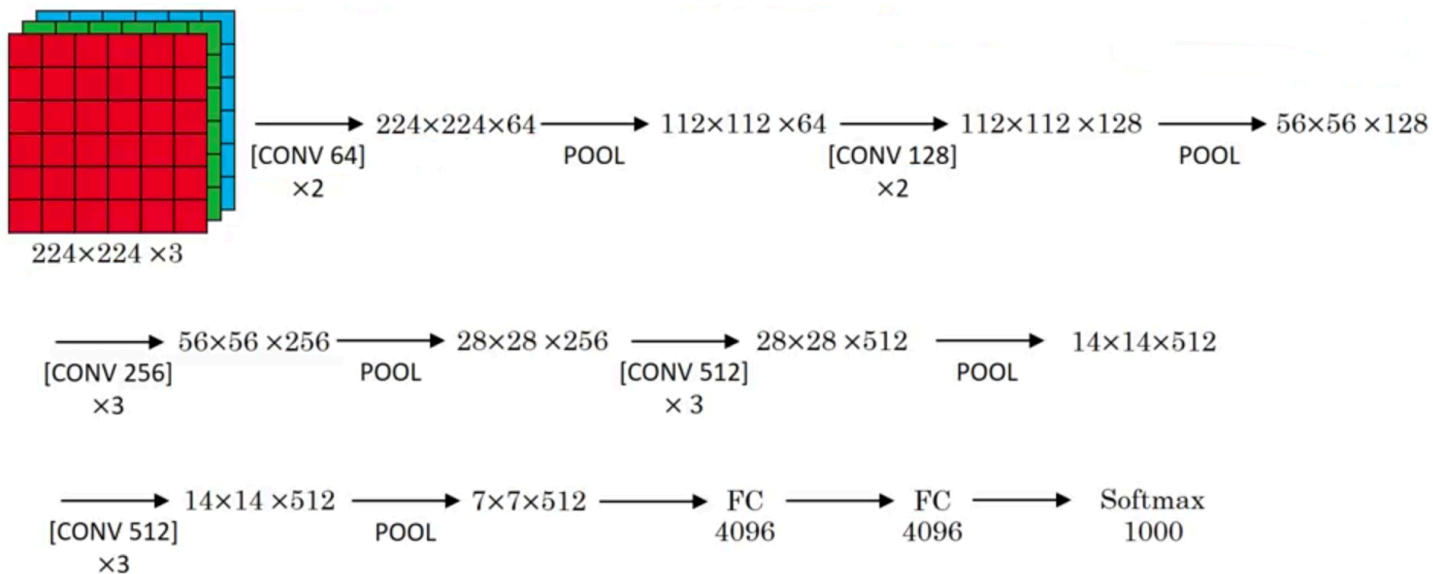 224×224×64 112×112 ×64 112×112 ×128 56×56 ×128
[CONV 64] POOL [CONV 128] POOL
×2 ×2
224×224 ×3
56×56 ×256 28×28 ×256 28×28 ×512 14×14×512
[CONV 256] POOL [CONV 512] POOL
×3 × 3
14×14 ×512 7×7×512 FC FC Softmax
[CONV 512] POOL 4096 4096 1000
×3